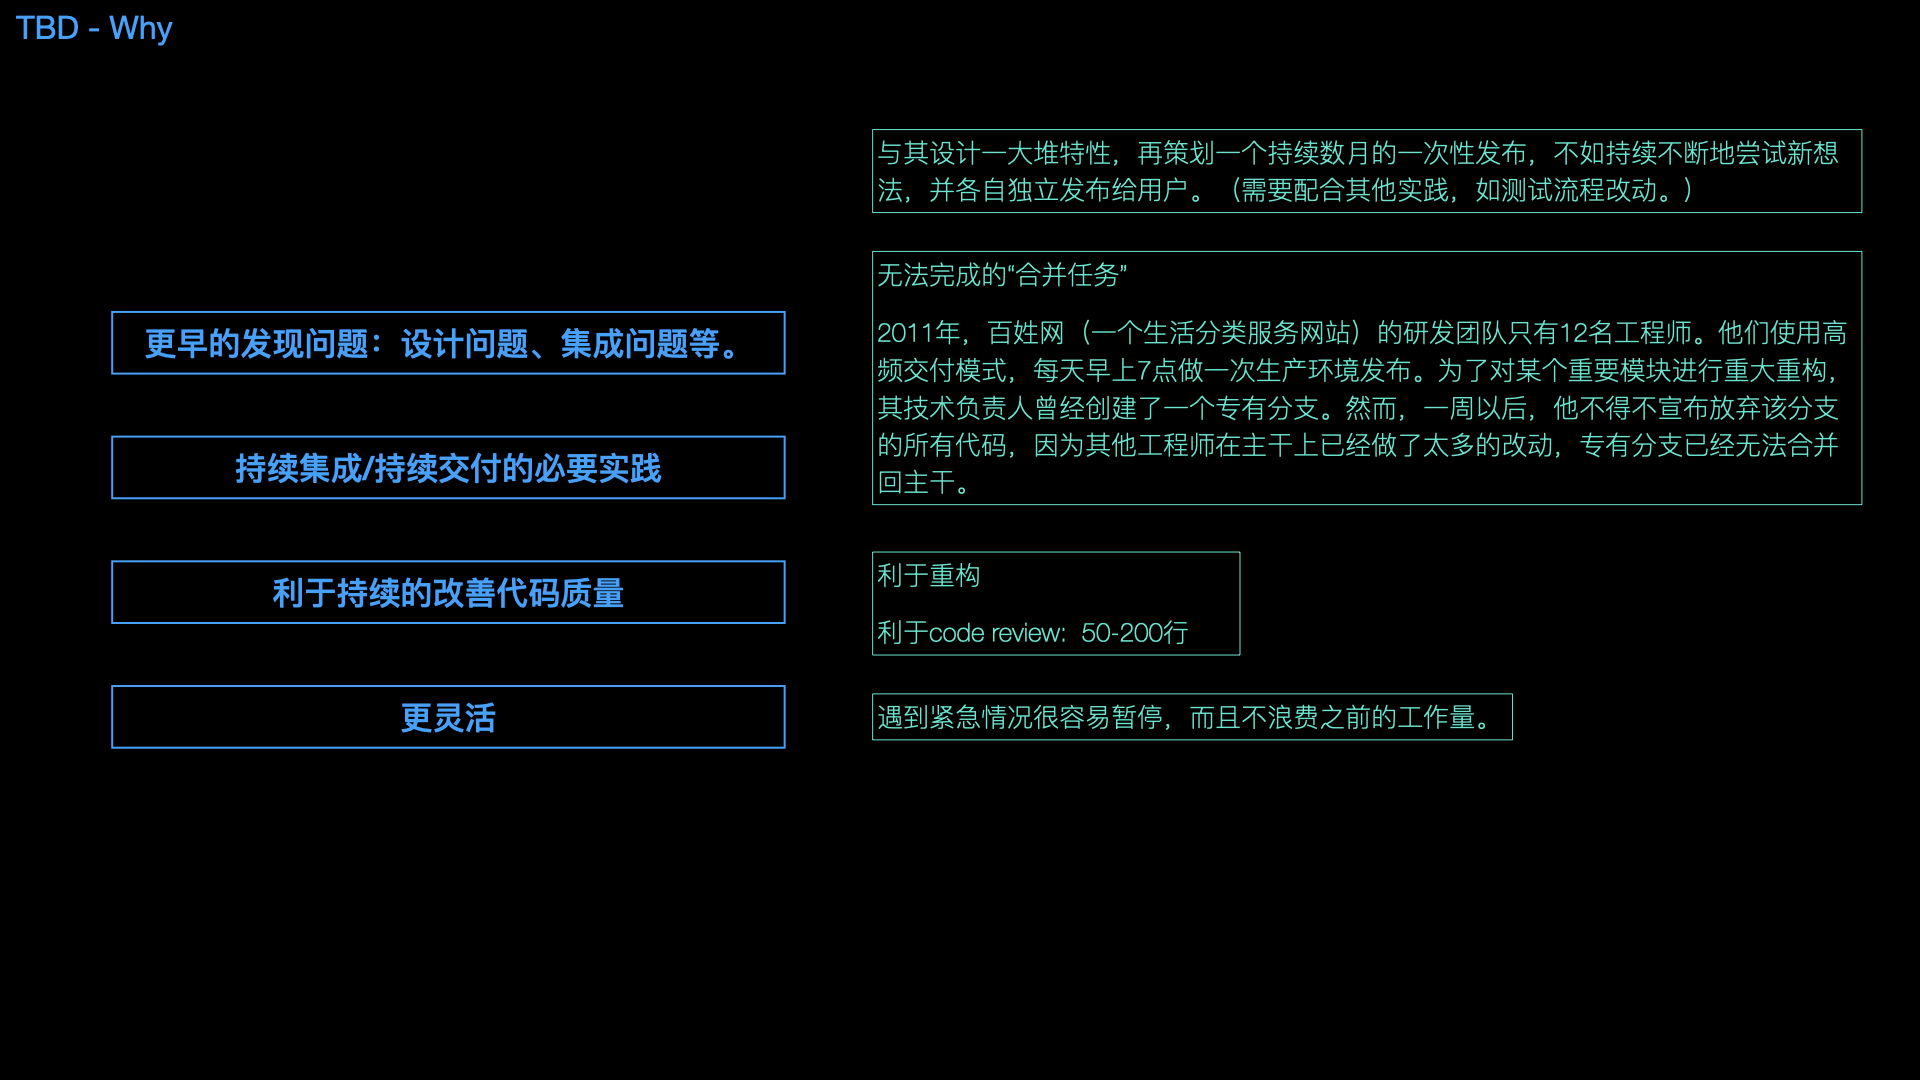 TBD - Why
更早的发现问题：设计问题、集成问题等。
持续集成/持续交付的必要实践
利于持续的改善代码质量
更灵活
与其设计一大堆特性，再策划一个持续数月的一次性发布，不如持续不断地尝试新想
法，并各自独立发布给用户。（需要配合其他实践，如测试流程改动。）
无法完成的“合并任务”
2011年，百姓网（一个生活分类服务网站）的研发团队只有12名工程师。他们使用高
频交付模式，每天早上7点做一次生产环境发布。为了对某个重要模块进行重大重构，
其技术负责人曾经创建了一个专有分支。然而，一周以后，他不得不宣布放弃该分支
的所有代码，因为其他工程师在主干上已经做了太多的改动，专有分支已经无法合并
回主干。
利于重构
利于code review：50-200行
遇到紧急情况很容易暂停，而且不浪费之前的工作量。